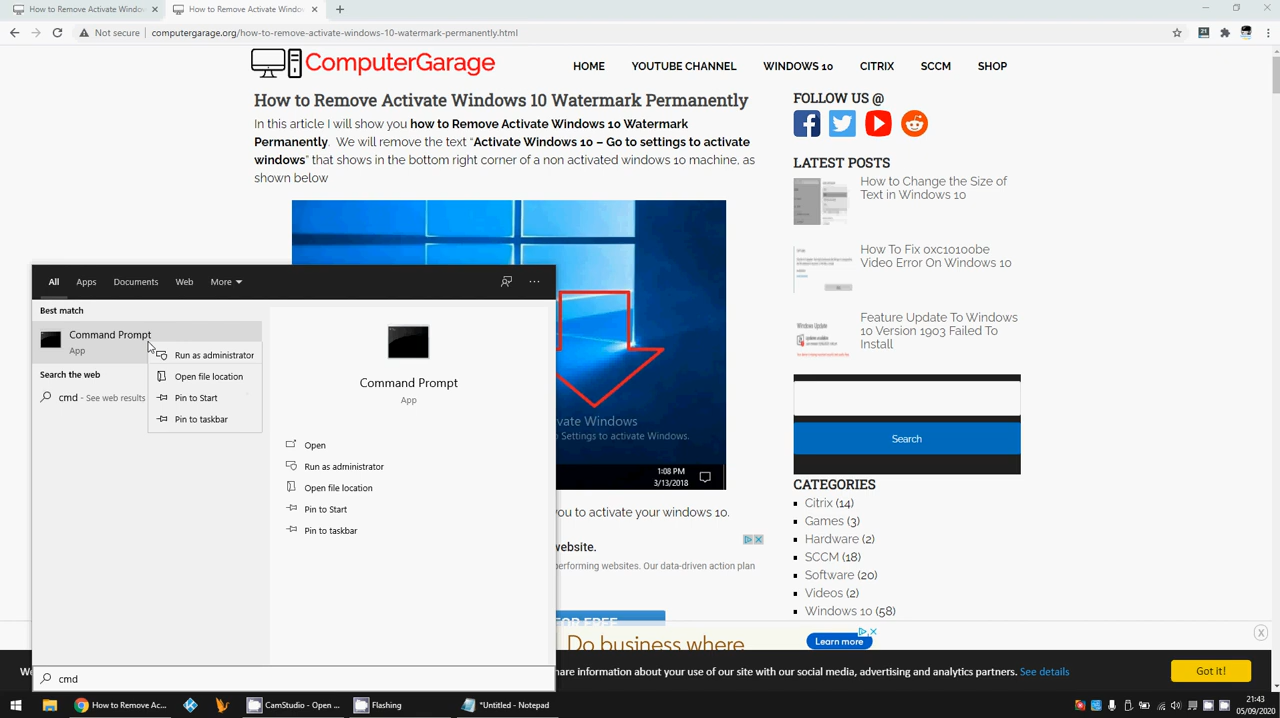 How to Remove Activate Windo
How to Remove Activate Windo
Not secure
computergarage.org/how-to-remove-activate-windows-10-watermark-permanently.html
21
ComputerGarage
HOME
YOUTUBE CHANNEL
WINDOWS 10
CITRIX
SCCM
SHOP
How to Remove Activate Windows 10 Watermark Permanently
In this article I will show you how to Remove Activate Windows 10 Watermark
Permanently. We will remove the text “Activate Windows 10 – Go to settings to activate
windows” that shows in the bottom right corner of a non activated windows 10 machine, as
shown below
vate Windows
Settings to activate Windows.
1:08 PM
3/13/2018
you to activate your windows 10.
website.
performing websites. Our data-driven action plan
FOR FREE
Do business where
Learn more
FOLLOW US @
LATEST POSTS
How to Change the Size of
Text in Windows 10
How To Fix 0xc10100be
Video Error On Windows 10
Feature Update To Windows
10 Version 1903 Failed To
Install
Windows Update
Search
CATEGORIES
Citrix (14)
Games (3)
Hardware (2)
SCCM (18)
Software (20)
Videos (2)
Windows 10 (58)
All
Apps
Documents
Web
More
Best match
Command Prompt
App
Search the web
cmd - See web results
Run as administrator
Open file location
Pin to Start
Pin to taskbar
Command Prompt
App
Open
Run as administrator
Open file location
Pin to Start
Pin to taskbar
cmd
We
share information about your use of our site with our social media, advertising and analytics partners. See details
Got it!
How to Remove Ac...
CamStudio - Open ...
Flashing
*Untitled - Notepad
21:43
05/09/2020